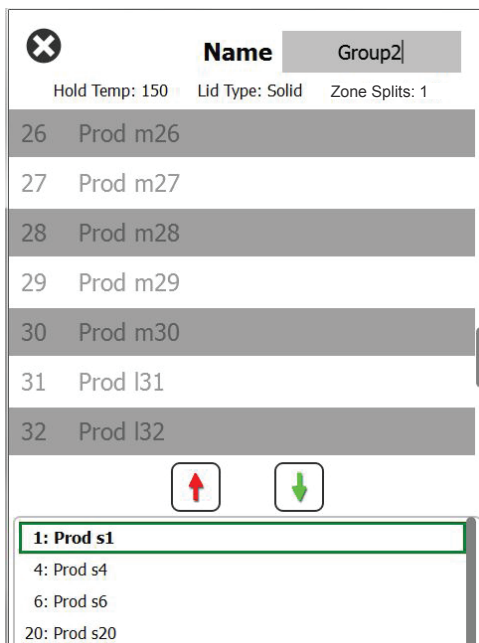 Name Group2
Hold Temp: 150 Lid Type: Solid Zone Splits: 1
26 Prod m26
27 Prod m27
28 Prod m28
29 Prod m29
30 Prod m30
31 Prod l31
32 Prod l32
1: Prod s1
4: Prod s4
6: Prod s6
20: Prod s20